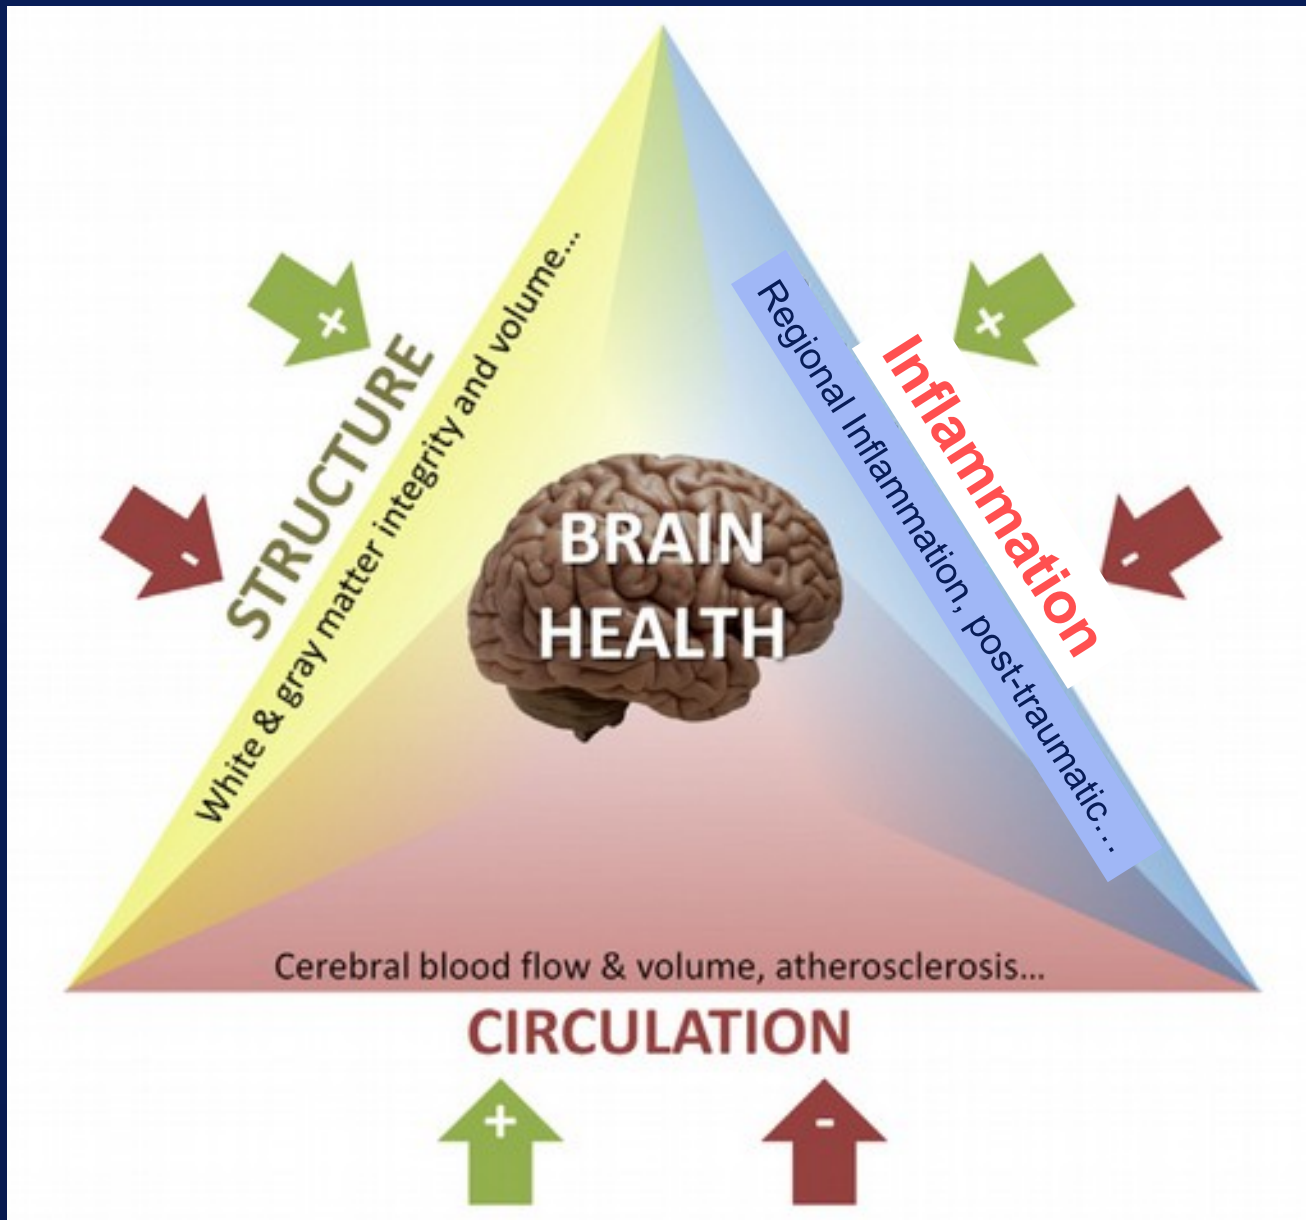 STRUCTURE
White & gray matter integrity and volume...
+
-
Inflammation
Regional Inflammation, post-traumatic...
+
-
BRAIN
HEALTH
Cerebral blood flow & volume, atherosclerosis...
CIRCULATION
+
-